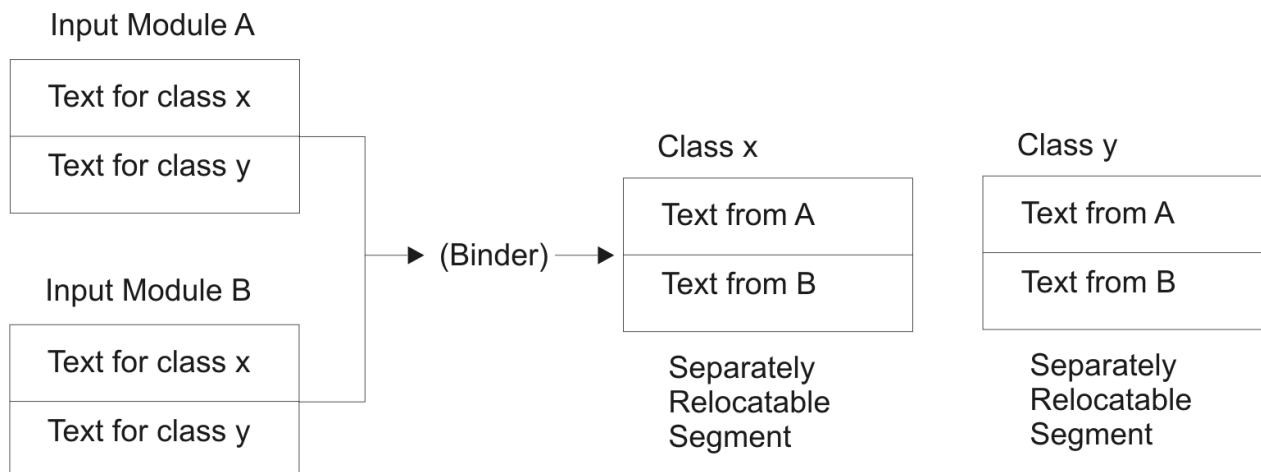 Input Module A
Text for class x
Text for class y
Input Module B
Text for class x
Text for class y
(Binder)
Class x
Text from A
Text from B
Separately
Relocatable
Segment
Class y
Text from A
Text from B
Separately
Relocatable
Segment